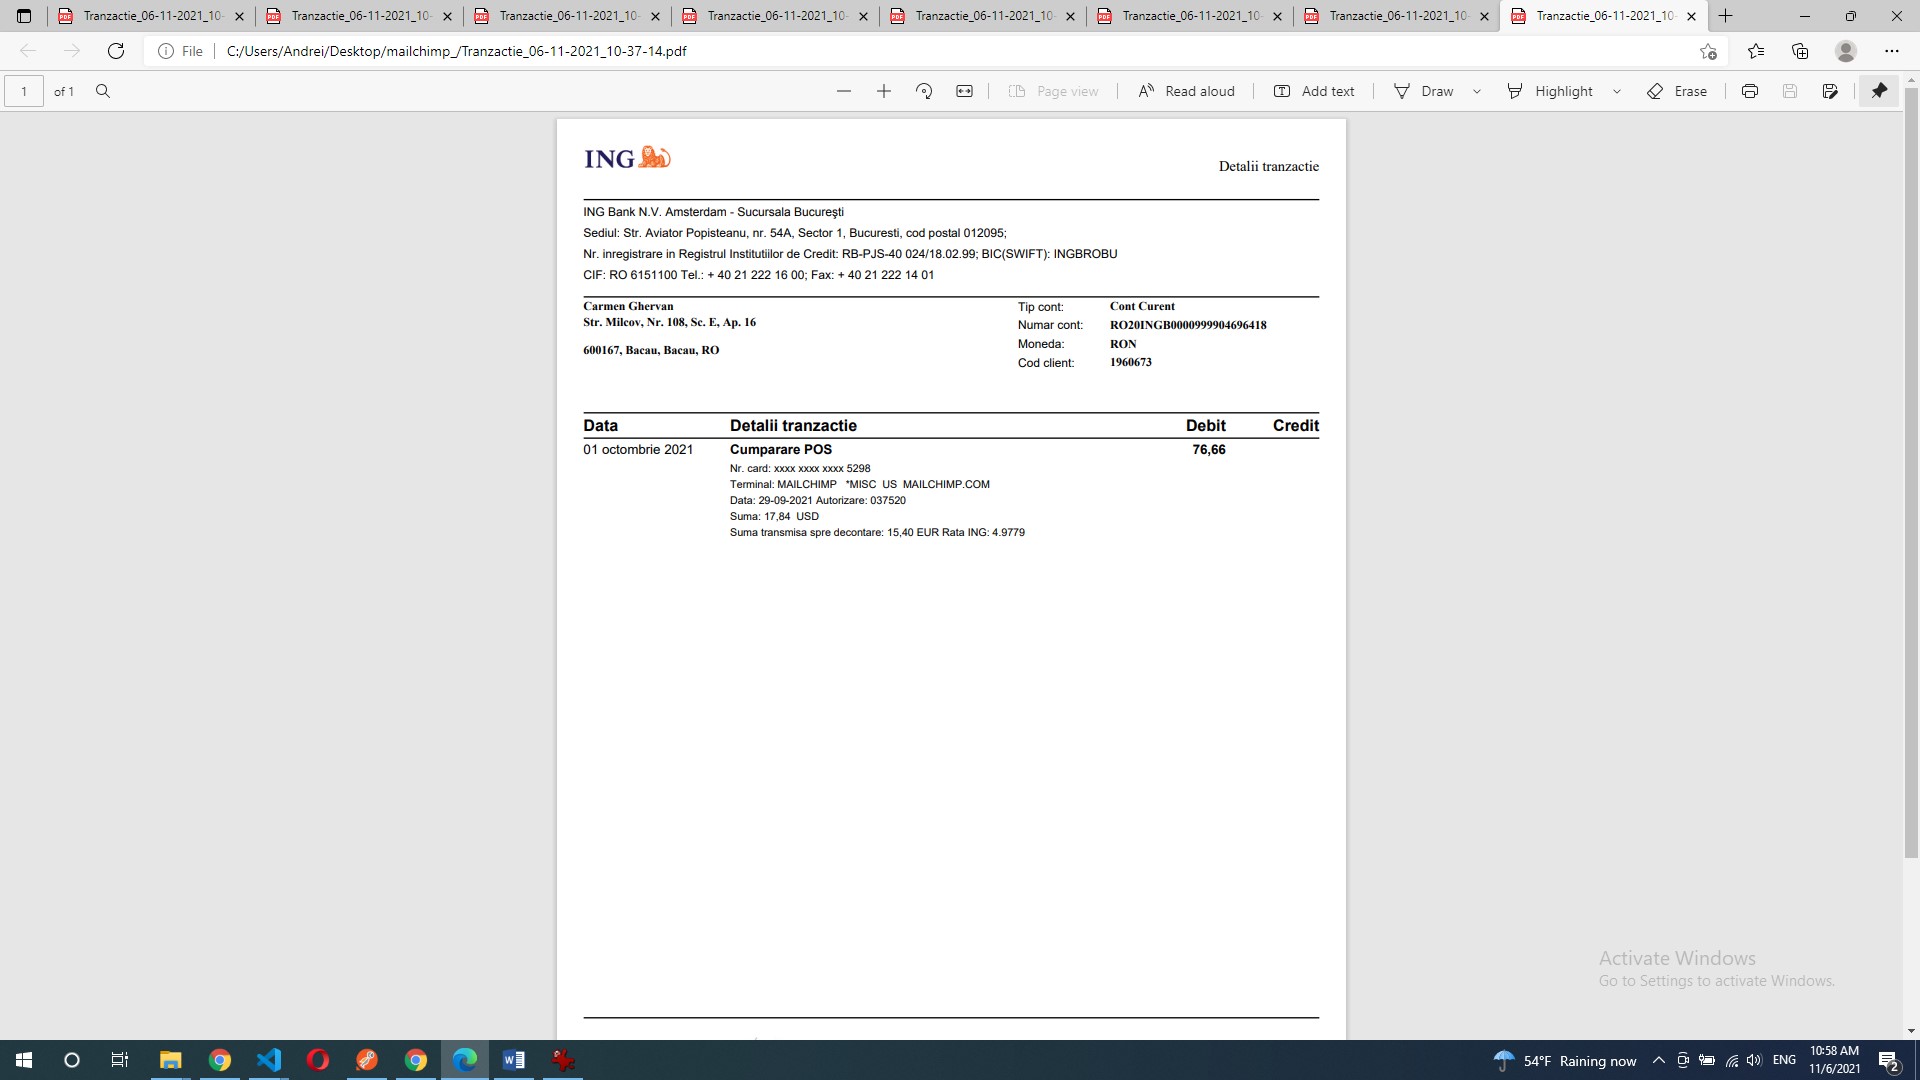 Tranzactie_06-11-2021_10- Tranzactie_06-11-2021_10- Tranzactie_06-11-2021_10- Tranzactie_06-11-2021_10- Tranzactie_06-11-2021_10- Tranzactie_06-11-2021_10- Tranzactie_06-11-2021_10- Tranzactie_06-11-2021_10-
File C:/Users/Andrei/Desktop/mailchimp_/Tranzactie_06-11-2021_10-37-14.pdf
1 of 1 Page view Read aloud Add text Draw Highlight Erase
ING Detalii tranzactie
ING Bank N.V. Amsterdam - Sucursala Bucureşti
Sediul: Str. Aviator Popisteanu, nr. 54A, Sector 1, Bucuresti, cod postal 012095;
Nr. inregistrare in Registrul Institutiilor de Credit: RB-PJS-40 024/18.02.99; BIC(SWIFT): INGBROBU
CIF: RO 6151100 Tel.: + 40 21 222 16 00; Fax: + 40 21 222 14 01
Carmen Ghervan
Str. Milcov, Nr. 108, Sc. E, Ap. 16
600167, Bacau, Bacau, RO
Tip cont: Cont Curent
Numar cont: RO20INGB0000999904696418
Moneda: RON
Cod client: 1960673
Data Detalii tranzactie Debit Credit
01 octombrie 2021 Cumparare POS 76,66
Nr. card: xxxx xxxx xxxx 5298
Terminal: MAILCHIMP *MISC US MAILCHIMP.COM
Data: 29-09-2021 Autorizare: 037520
Suma: 17,84 USD
Suma transmisa spre decontare: 15,40 EUR Rata ING: 4.9779
Activate Windows
Go to Settings to activate Windows.
54°F Raining now ENG 10:58 AM
11/6/2021 2